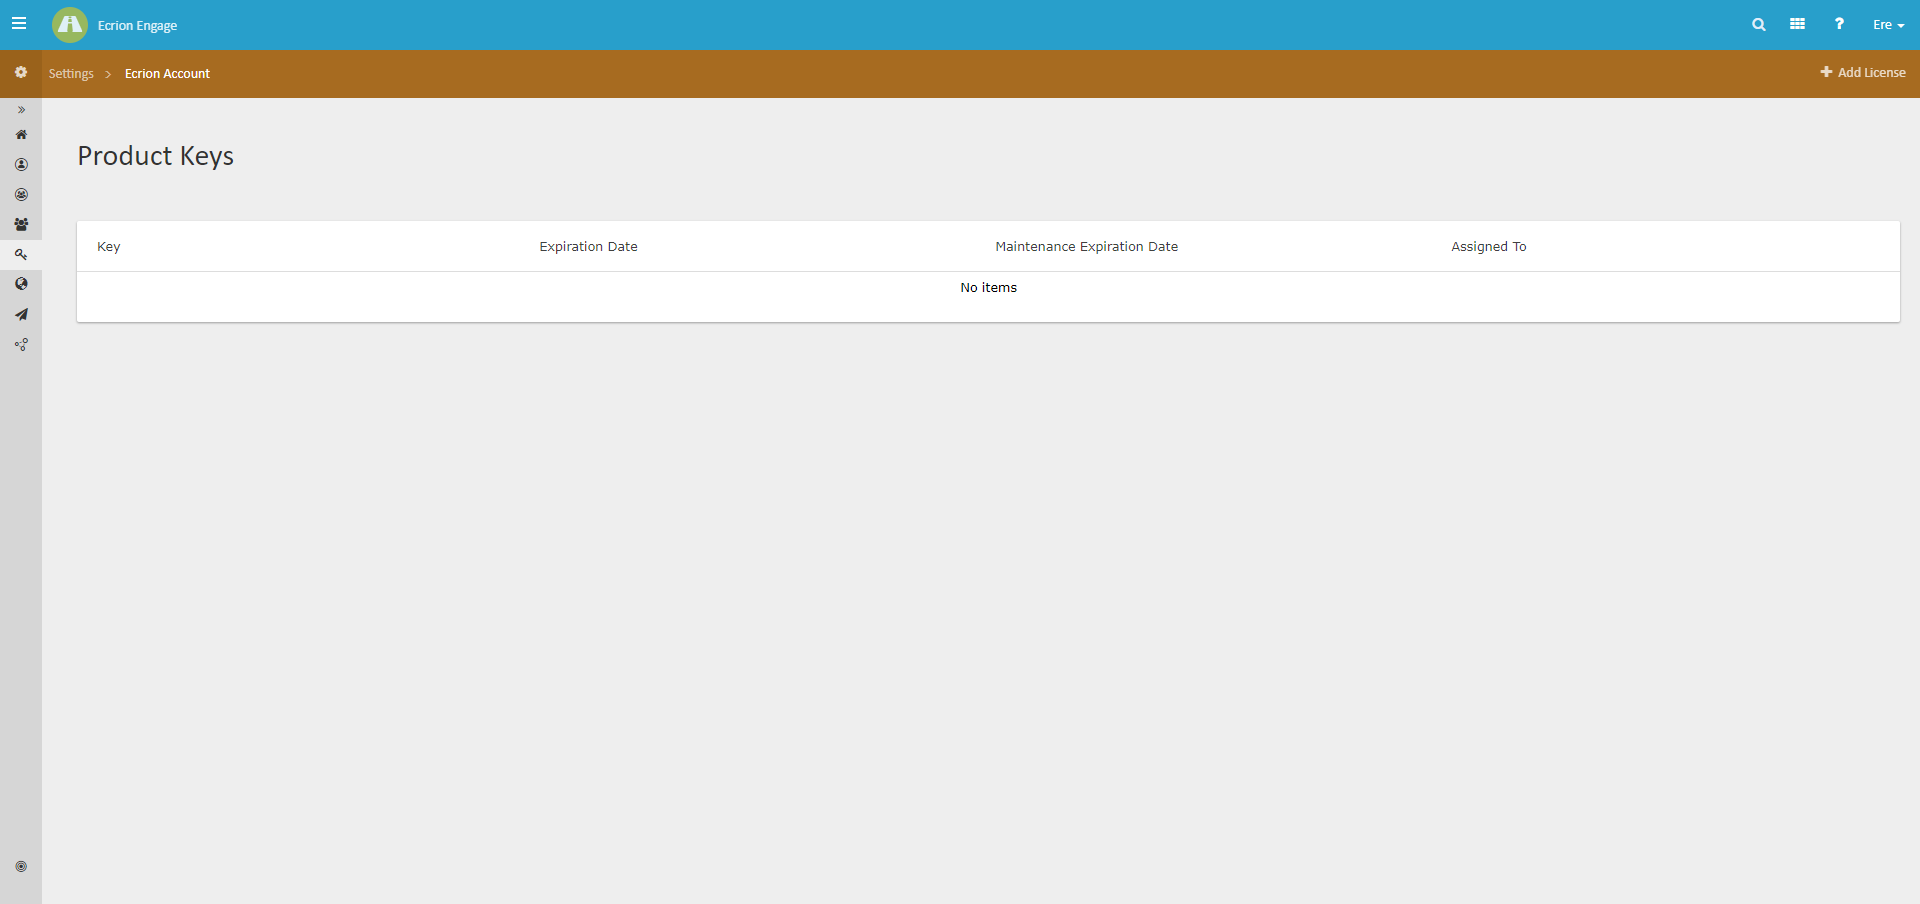 Ecrion Engage
Ere
Settings > Ecrion Account
Add License
Product Keys
Key Expiration Date Maintenance Expiration Date Assigned To
No items